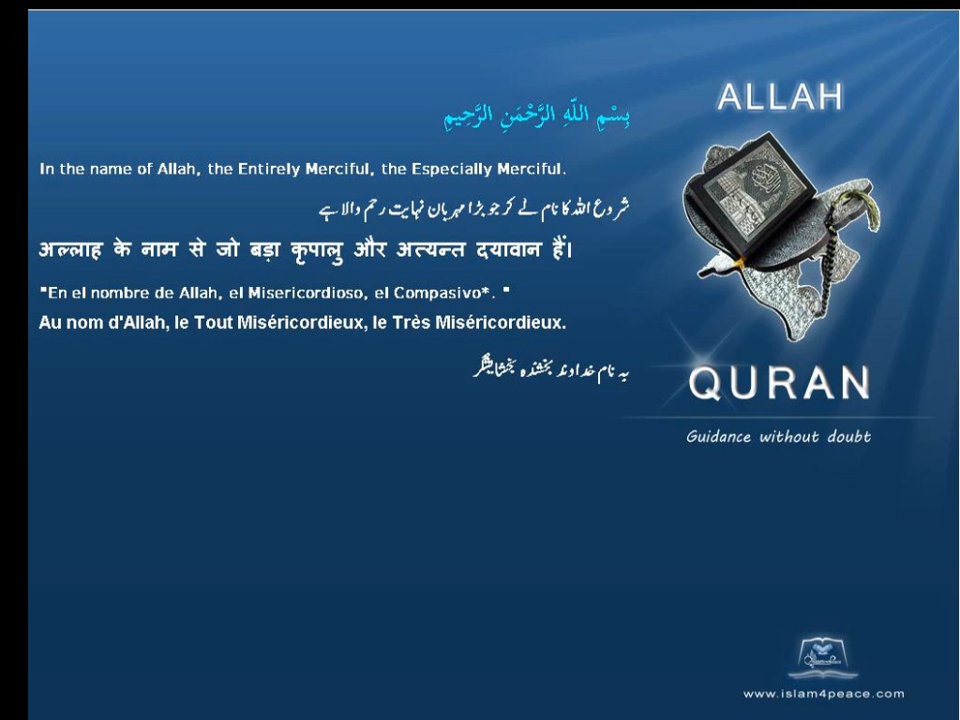 بِسْمِ اللَّهِ الرَّحْمَنِ الرَّحِيمِ
In the name of Allah, the Entirely Merciful, the Especially Merciful.
شروع الله کا نام لے کر جو بڑا مہربان نہایت رحم والا ہے
अल्लाह के नाम से जो बड़ा कृपालु और अत्यन्त दयावान हैं।
"En el nombre de Allah, el Misericordioso, el Compasivo*. "
Au nom d'Allah, le Tout Miséricordieux, le Très Miséricordieux.
به نام خداوند بخشنده بخشایشگر
ALLAH
QURAN
Guidance without doubt
www.islam4peace.com